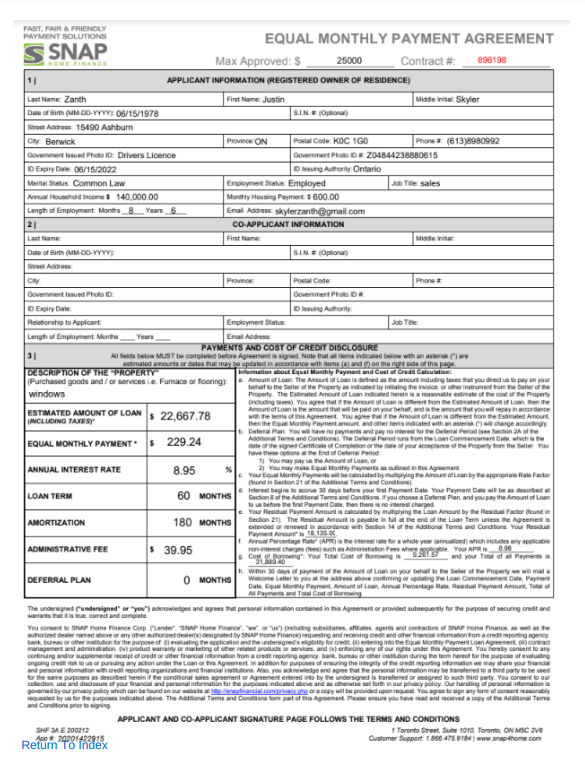 FAST, FAIR & FRIENDLY
PAYMENT SOLUTIONS
SNAP
HOME FINANCE
EQUAL MONTHLY PAYMENT AGREEMENT
Max Approved: $ 25000 Contract #: 896198
1 | APPLICANT INFORMATION (REGISTERED OWNER OF RESIDENCE)
Last Name: Zanth First Name: Justin Middle Initial: Skyler
Date of Birth (MM-DD-YYYY): 06/15/1978 S.I.N. #: (Optional)
Street Address: 15490 Ashburn
City: Berwick Province: ON Postal Code: K0C 1G0 Phone #: (613)8980992
Government Issued Photo ID: Drivers Licence Government Photo ID #: Z04844238880615
ID Expiry Date: 06/15/2022 ID Issuing Authority: Ontario
Marital Status: Common Law Employment Status: Employed Job Title: sales
Annual Household Income $ 140,000.00 Monthly Housing Payment: $ 600.00
Length of Employment: Months 8 Years 6 Email Address: skylerzanth@gmail.com
2 | CO-APPLICANT INFORMATION
Last Name: First Name: Middle Initial:
Date of Birth (MM-DD-YYYY): S.I.N. #: (Optional)
Street Address:
City: Province: Postal Code: Phone #:
Government Issued Photo ID: Government Photo ID #:
ID Expiry Date: ID Issuing Authority:
Relationship to Applicant: Employment Status: Job Title:
Length of Employment: Months ____ Years ____ Email Address:
PAYMENTS AND COST OF CREDIT DISCLOSURE
3 | All fields below MUST be completed before Agreement is signed. Note that all items indicated below with an asterisk (*) are
estimated amounts or dates that may be updated in accordance with items (a) and (f) on the right side of page.
DESCRIPTION OF THE "PROPERTY"
(Purchased goods and / or services i.e. Furnace or flooring):
windows
ESTIMATED AMOUNT OF LOAN
(INCLUDING TAXES)* $ 22,667.78
EQUAL MONTHLY PAYMENT * $ 229.24
ANNUAL INTEREST RATE 8.95 %
LOAN TERM 60 MONTHS
AMORTIZATION 180 MONTHS
ADMINISTRATIVE FEE $ 39.95
DEFERRAL PLAN 0 MONTHS
Information about Equal Monthly Payment and Cost of Credit Calculation:
a. Amount of Loan: The Amount of Loan is defined as the amount including taxes that you direct us to pay on your
behalf to the Seller of the Property as indicated by initialing the invoice, or other instrument from the Seller of the
Property. The Estimated Amount of Loan indicated herein is a reasonable estimate of the cost of the Property
(including taxes). You agree that if the Amount of Loan is different from the Estimated Amount of Loan, then the
Amount of Loan is the amount that will be paid on your behalf, and is the amount that you will repay in accordance
with the terms of this Agreement. You agree that if the Amount of Loan is different from the Estimated Amount,
then the Equal Monthly Payment amount, and other items indicated with an asterisk (*) will change accordingly.
b. Deferral Plan: You will have no payments and pay no interest for the Deferral Period (see Section 2A of the
Additional Terms and Conditions). The Deferral Period runs from the Loan Commencement Date, which is the
date of the signed Certificate of Completion or the date of your acceptance of the Property from the Seller. You
have these options at the End of Deferral Period:
1) You may pay us the Amount of Loan, or
2) You may make Equal Monthly Payments as outlined in this Agreement
c. Your Equal Monthly Payments will be calculated by multiplying the Amount of Loan by the appropriate Rate Factor
(found in Section 21 of the Additional Terms and Conditions).
d. Interest begins to accrue 30 days before your first Payment Date. Your Payment Date will be as described at
Section 8 of the Additional Terms and Conditions. If you choose a Deferral Plan, and you pay the Amount of Loan
to us before the first Payment Date, then there is no interest charged.
e. Your Residual Payment Amount is calculated by multiplying the Loan Amount by the Residual Factor (found in
Section 21). The Residual Amount is payable in full at the end of the Loan Term unless the Agreement is
extended or renewed in accordance with Section 14 of the Additional Terms and Conditions. Your Residual
Payment Amount* is 18,135.00.
f. Annual Percentage Rate* (APR) is the interest rate for a whole year (annualized) which includes any applicable
non-interest charges (fees) such as Administration Fees where applicable. Your APR is 8.98
g. Cost of Borrowing*: Your Total Cost of Borrowing is 9,261.57 and your Total of all Payments is
31,889.40
h. Within 30 days of payment of the Amount of Loan on your behalf to the Seller of the Property we will mail a
Welcome Letter to you at the address above confirming or updating the Loan Commencement Date, Payment
Date, Equal Monthly Payment, Amount of Loan, Annual Percentage Rate, Residual Payment Amount, Total of
All Payments and Total Cost of Borrowing.
The undersigned ("undersigned" or "you") acknowledges and agrees that personal information contained in this Agreement or provided subsequently for the purpose of securing credit and
warrants that it is true, correct and complete.
You consent to SNAP Home Finance Corp. ("Lender", "SNAP Home Finance", "we", or "us") (including subsidiaries, affiliates, agents and contractors of SNAP Home Finance, as well as the
authorized dealer named above or any other authorized dealer(s) designated by SNAP Home Finance) requesting and receiving credit and other financial information from a credit reporting agency,
bank, bureau or other institution for the purpose of: (i) evaluating the application and the undersigned's eligibility for credit, (ii) entering into the Equal Monthly Payment Loan Agreement, (iii) contract
management and administration, (iv) product warranty or marketing of other related products or services, and (v) enforcing any of our rights under this Agreement. You hereby consent to any
continuing and/or supplementary receipt of credit or other financial information from a credit reporting agency, bank, bureau or other institution during the term hereof for the purpose of evaluating
ongoing credit risk to us or pursuing any action under the Loan or this Agreement. In addition for purposes of ensuring the integrity of the credit reporting information we may share your financial
and personal information with credit reporting organizations and financial institutions. Also, you acknowledge and agree that the personal information may be transferred to a third party to be used
for the same purposes as described herein if the conditional sales agreement or Agreement entered into by the undersigned is transferred or assigned to such third party. You consent to our
collection, use and disclosure of your financial and personal information for the purposes indicated above and as otherwise set forth in our privacy policy. Our handling of personal information is
governed by our privacy policy which can be found on our website at http://snapfinancial.com/privacy.php or a copy will be provided upon request. You agree to sign any form of consent reasonably
requested by us for the purposes indicated above. The Additional Terms and Conditions form part of this Agreement. Please ensure you have read and received a copy of the Additional Terms
and Conditions prior to signing.
APPLICANT AND CO-APPLICANT SIGNATURE PAGE FOLLOWS THE TERMS AND CONDITIONS
SHF 3A.E.200212
App #: 20201422915
Return To Index
1 Toronto Street, Suite 1010, Toronto, ON M5C 2V6
Customer Support: 1.866.475.9184 | www.snap4home.com